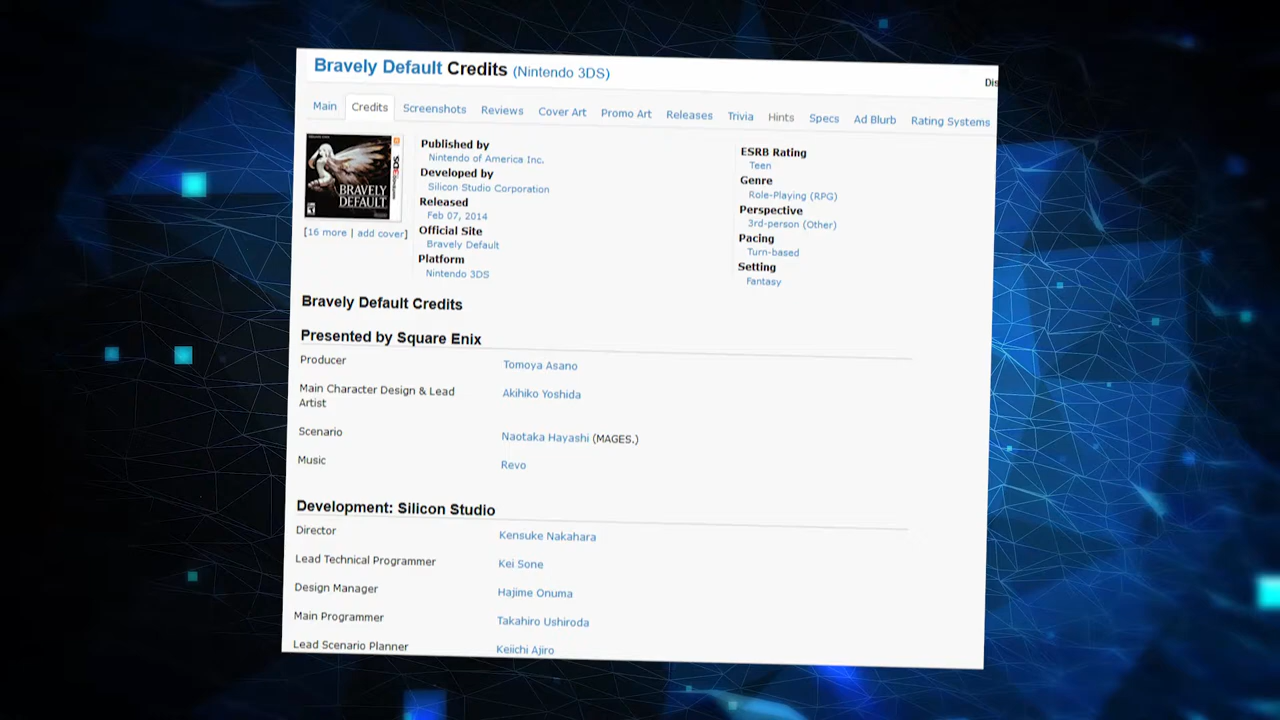 Bravely Default Credits (Nintendo 3DS)
Main Credits Screenshots Reviews Cover Art Promo Art Releases Trivia Hints Specs Ad Blurb Rating Systems
BRAVELY
DEFAULT
[16 more | add cover]
Published by
Nintendo of America Inc.
Developed by
Silicon Studio Corporation
Released
Feb 07, 2014
Official Site
Bravely Default
Platform
Nintendo 3DS
ESRB Rating
Teen
Genre
Role-Playing (RPG)
Perspective
3rd-person (Other)
Pacing
Turn-based
Setting
Fantasy
Bravely Default Credits
Presented by Square Enix
Producer Tomoya Asano
Main Character Design & Lead Artist Akihiko Yoshida
Scenario Naotaka Hayashi (MAGES.)
Music Revo
Development: Silicon Studio
Director Kensuke Nakahara
Lead Technical Programmer Kei Sone
Design Manager Hajime Onuma
Main Programmer Takahiro Ushiroda
Lead Scenario Planner Keiichi Ajiro